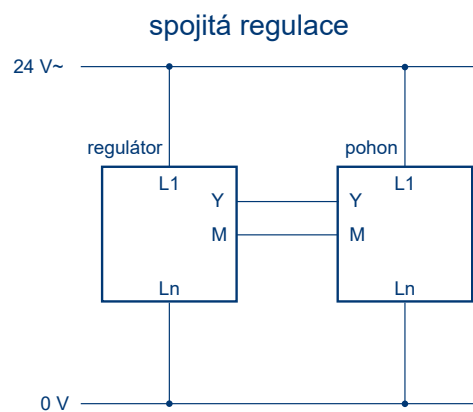 spojitá regulace
24 V~
regulátor
pohon
L1
L1
Y
Y
M
M
Ln
Ln
0 V